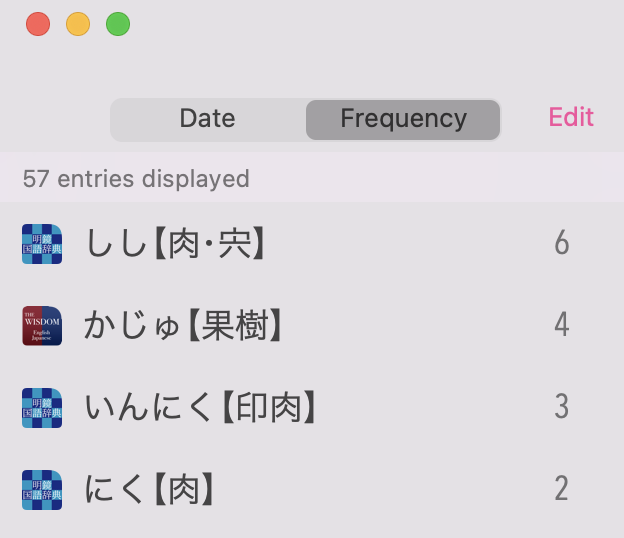 Date Frequency Edit
57 entries displayed
明鏡
国語辞典
しし【肉・宍】 6
THE
WISDOM
English
Japanese
かじゅ【果樹】 4
明鏡
国語辞典
いんにく【印肉】 3
明鏡
国語辞典
にく【肉】 2